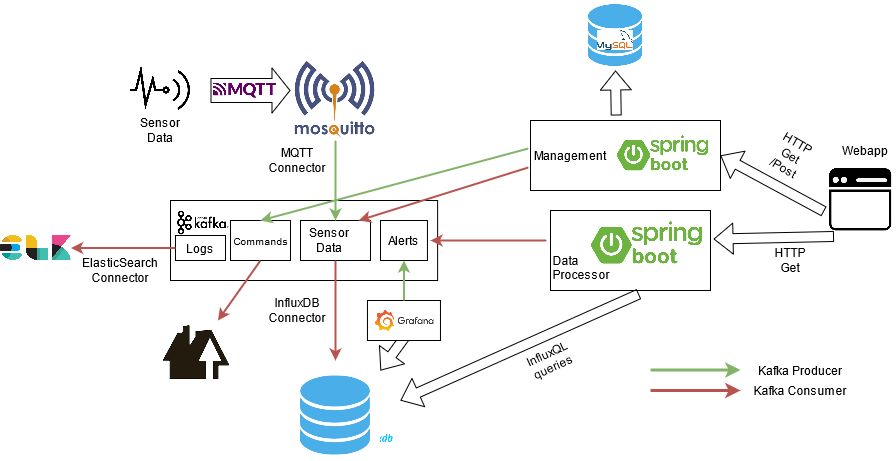 MySQL
MQTT
Sensor
Data
mosquitto
MQTT
Connector
Management
spring
boot
HTTP
Get
/Post
Webapp
kafka
Logs
Commands
Sensor
Data
Alerts
ElasticSearch
Connector
spring
boot
Data
Processor
HTTP
Get
InfluxDB
Connector
Grafana
InfluxQL
queries
Kafka Producer
Kafka Consumer
xdb